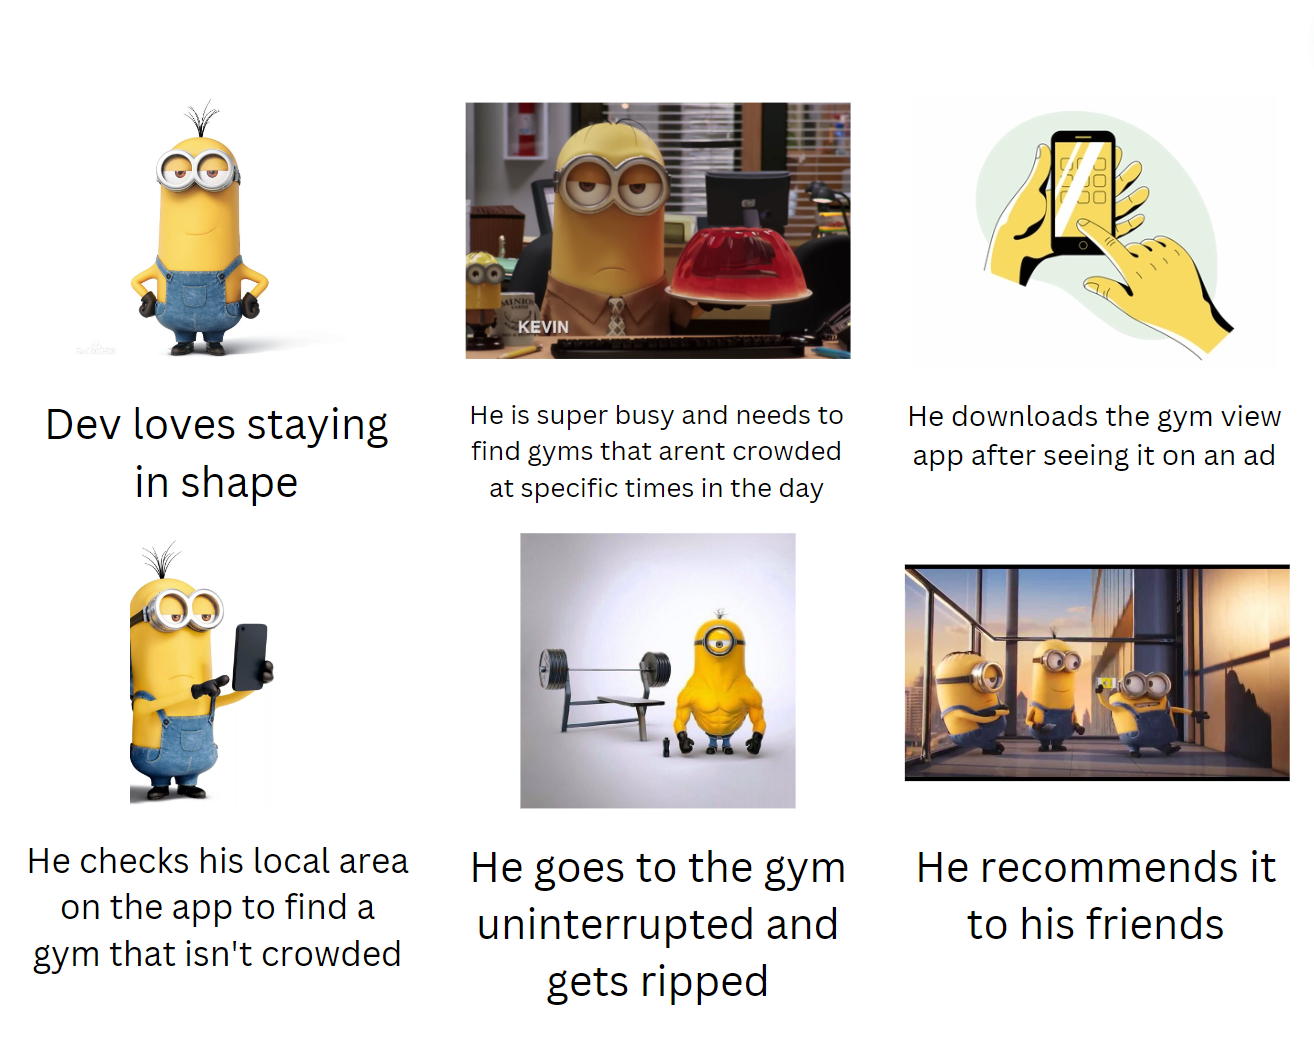 Dev loves staying
in shape
KEVIN
He is super busy and needs to
find gyms that arent crowded
at specific times in the day
He downloads the gym view
app after seeing it on an ad
He checks his local area
on the app to find a
gym that isn't crowded
He goes to the gym
uninterrupted and
gets ripped
He recommends it
to his friends